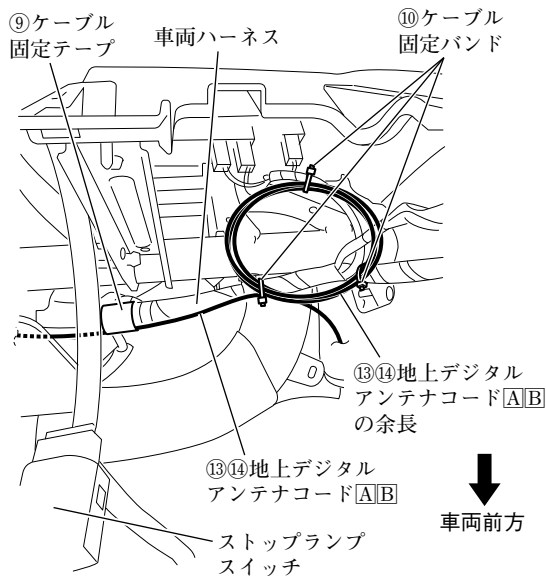 ⑨ケーブル
固定テープ
車両ハーネス
⑩ケーブル
固定バンド
⑬⑭地上デジタル
アンテナコード🄰🄱
の余長
⑬⑭地上デジタル
アンテナコード🄰🄱
車両前方
ストップランプ
スイッチ